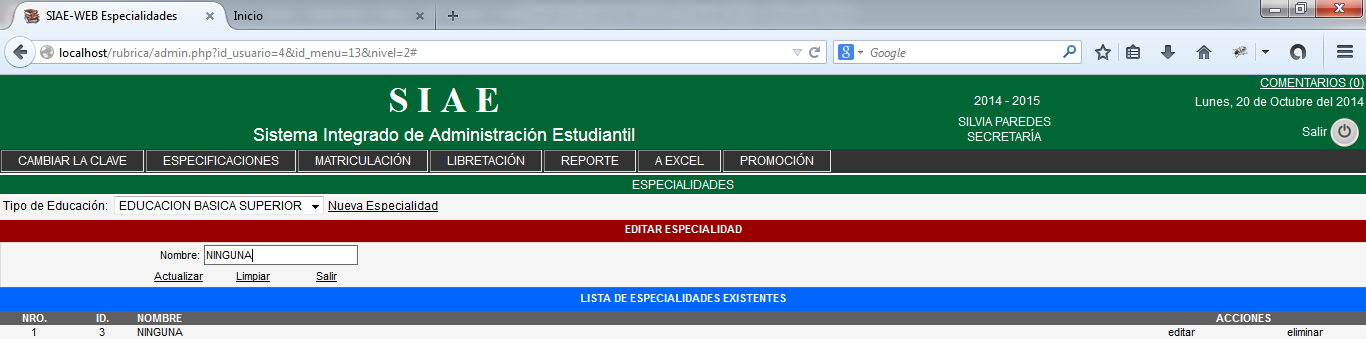 SIAE-WEB Especialidades
Inicio
localhost/rubrica/admin.php?id_usuario=4&id_menu=13&nivel=2#
Google
COMENTARIOS (0)
S I A E
2014 - 2015
Lunes, 20 de Octubre del 2014
Sistema Integrado de Administración Estudiantil
SILVIA PAREDES
SECRETARÍA
Salir
CAMBIAR LA CLAVE ESPECIFICACIONES MATRICULACIÓN LIBRETACIÓN REPORTE A EXCEL PROMOCIÓN
ESPECIALIDADES
Tipo de Educación: EDUCACION BASICA SUPERIOR Nueva Especialidad
EDITAR ESPECIALIDAD
Nombre: NINGUNA
Actualizar Limpiar Salir
LISTA DE ESPECIALIDADES EXISTENTES
NRO. ID. NOMBRE ACCIONES
1 3 NINGUNA editar eliminar